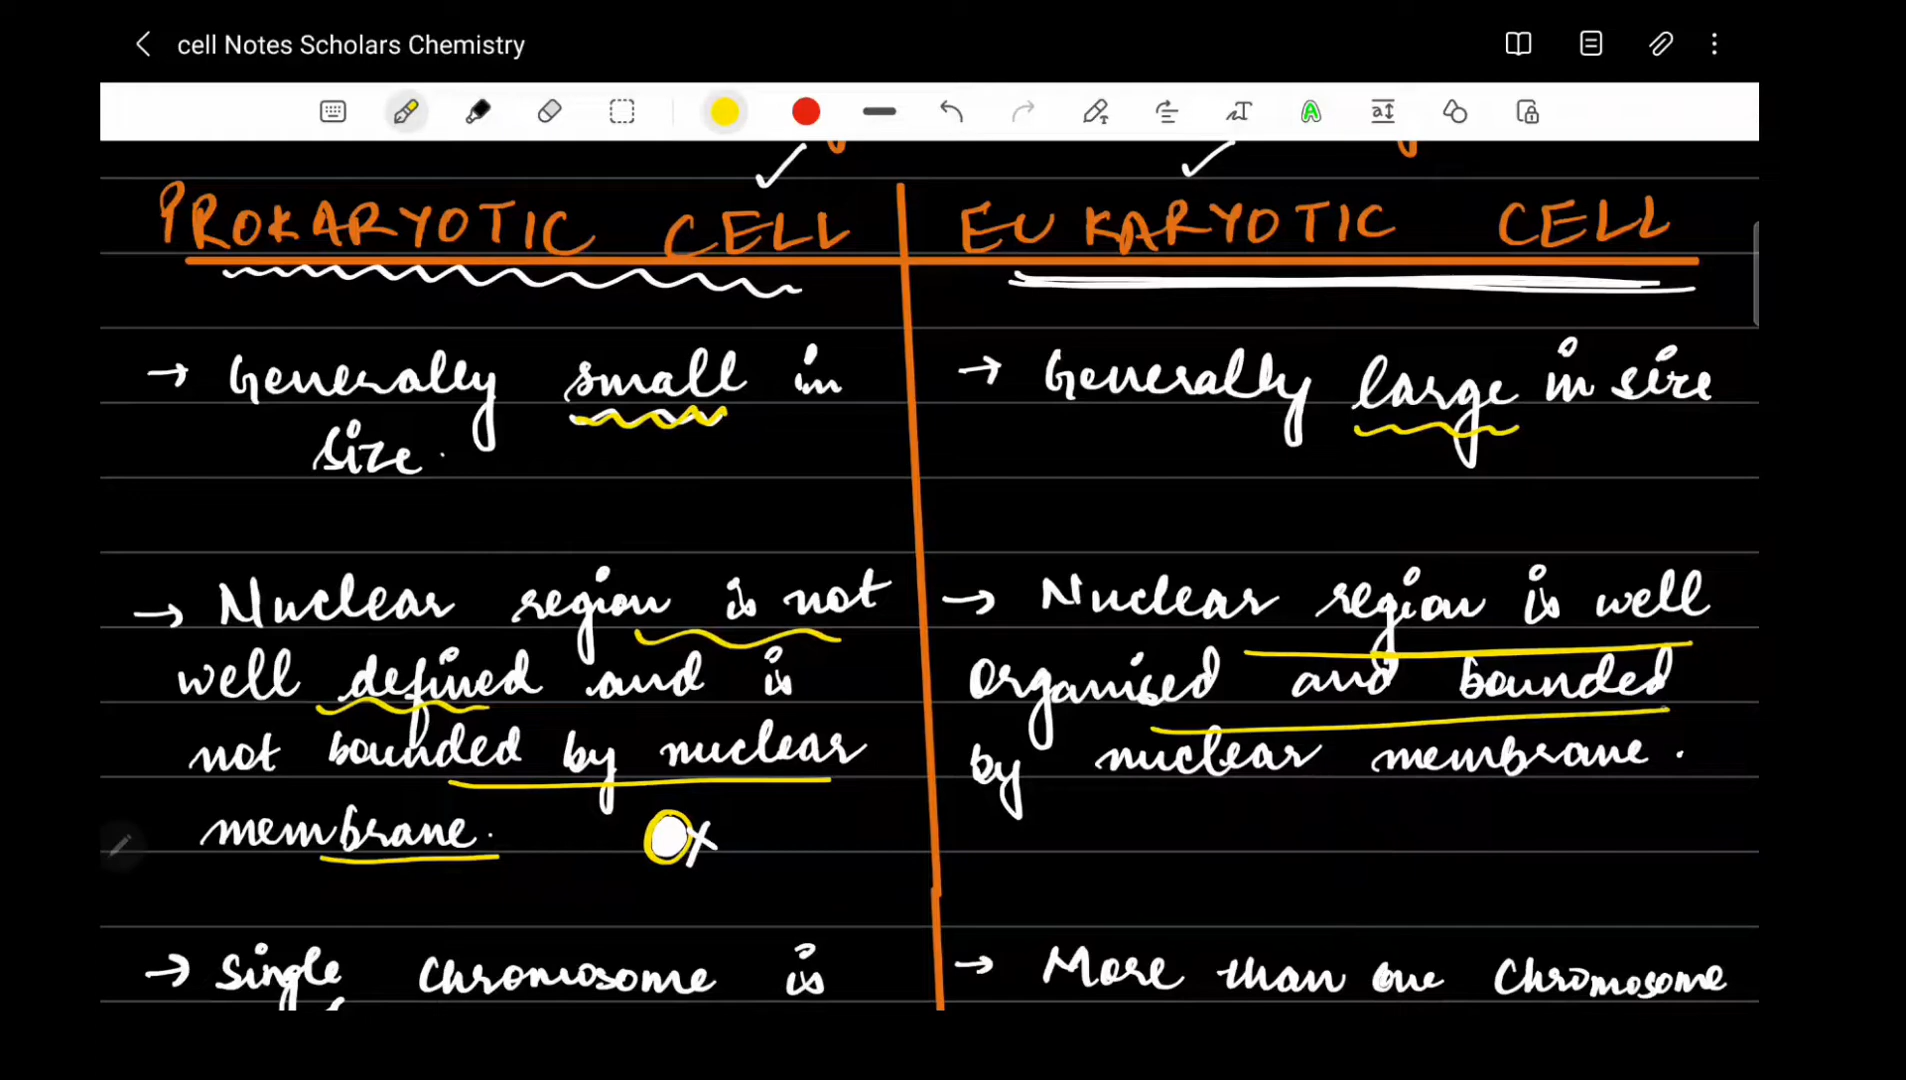 cell Notes Scholars Chemistry
PROKARYOTIC CELL
EUKARYOTIC CELL
→ Generally small in
size.
→ Generally large in size
→ Nuclear region is not
well defined and is
not bounded by nuclear
membrane.
→ Nuclear region is well
organised and bounded
by nuclear membrane.
→ Single chromosome is
→ More than one chromosome